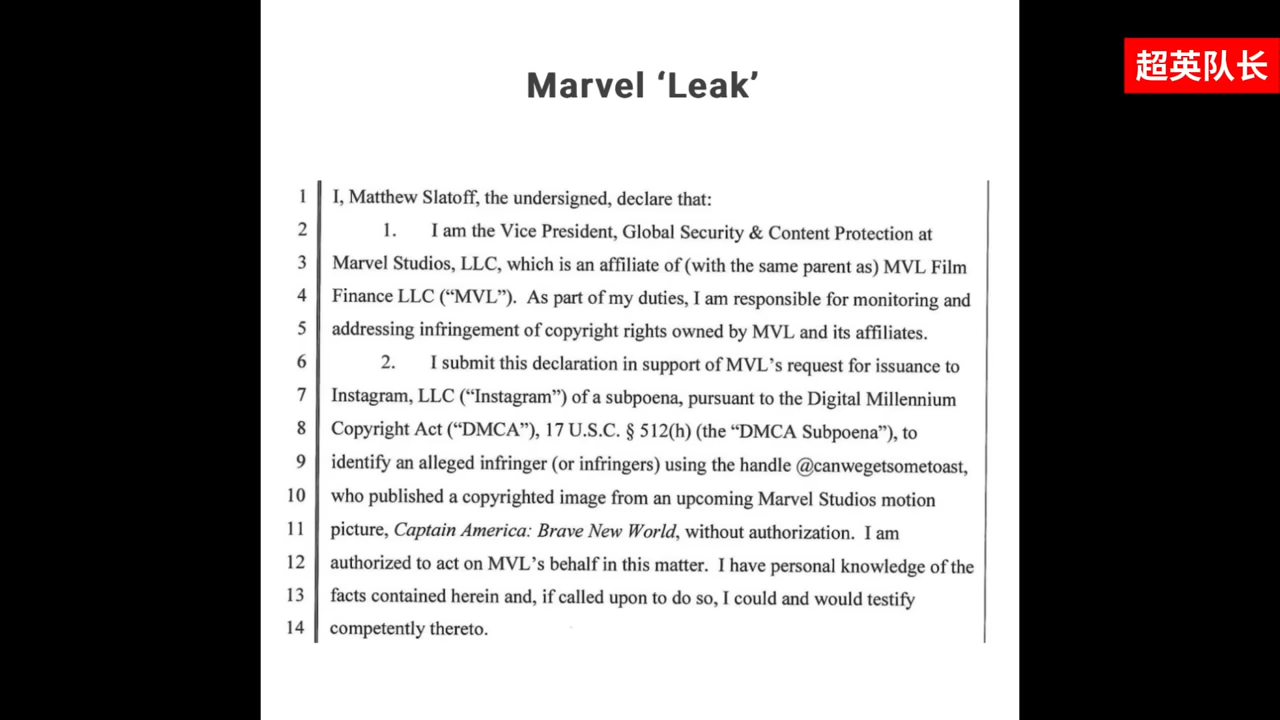 超英队长
Marvel ‘Leak’
1 I, Matthew Slatoff, the undersigned, declare that:
2 1. I am the Vice President, Global Security & Content Protection at
3 Marvel Studios, LLC, which is an affiliate of (with the same parent as) MVL Film
4 Finance LLC (“MVL”). As part of my duties, I am responsible for monitoring and
5 addressing infringement of copyright rights owned by MVL and its affiliates.
6 2. I submit this declaration in support of MVL’s request for issuance to
7 Instagram, LLC (“Instagram”) of a subpoena, pursuant to the Digital Millennium
8 Copyright Act (“DMCA”), 17 U.S.C. § 512(h) (the “DMCA Subpoena”), to
9 identify an alleged infringer (or infringers) using the handle @canwegetsometoast,
10 who published a copyrighted image from an upcoming Marvel Studios motion
11 picture, Captain America: Brave New World, without authorization. I am
12 authorized to act on MVL’s behalf in this matter. I have personal knowledge of the
13 facts contained herein and, if called upon to do so, I could and would testify
14 competently thereto.